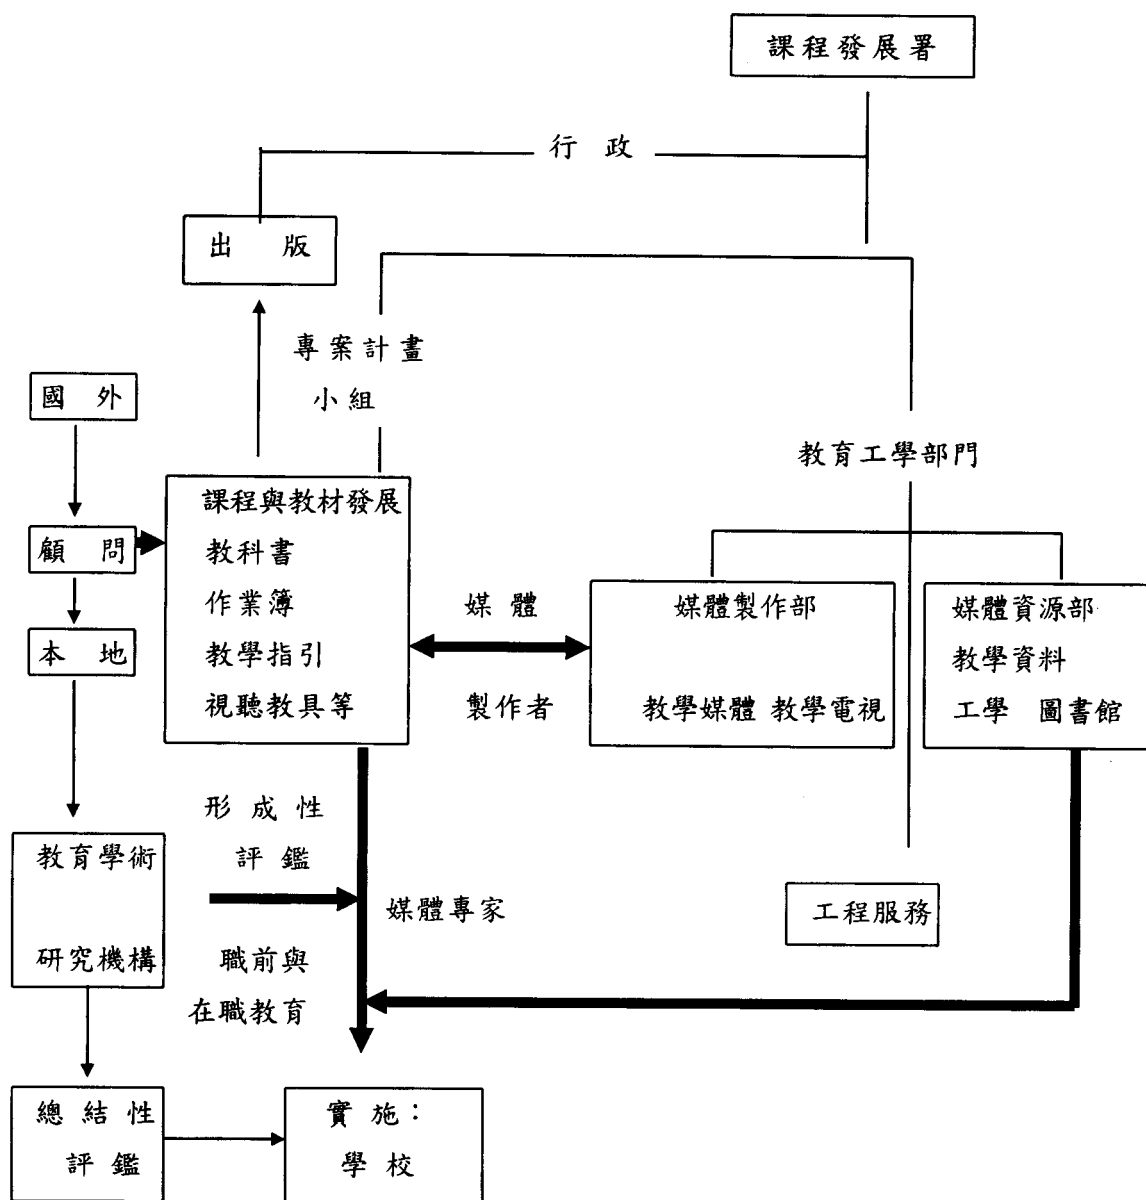 課程發展署
行政
出版
專案計畫
小組
國外
教育工學部門
課程與教材發展
顧問
教科書
作業簿
教學指引
視聽教具等
本地
媒體
製作者
媒體製作部
教學媒體 教學電視
媒體資源部
教學資料
工學 圖書館
形成性
評鑑
教育學術
研究機構
媒體專家
工程服務
職前與
在職教育
總結性
評鑑
實施：
學校